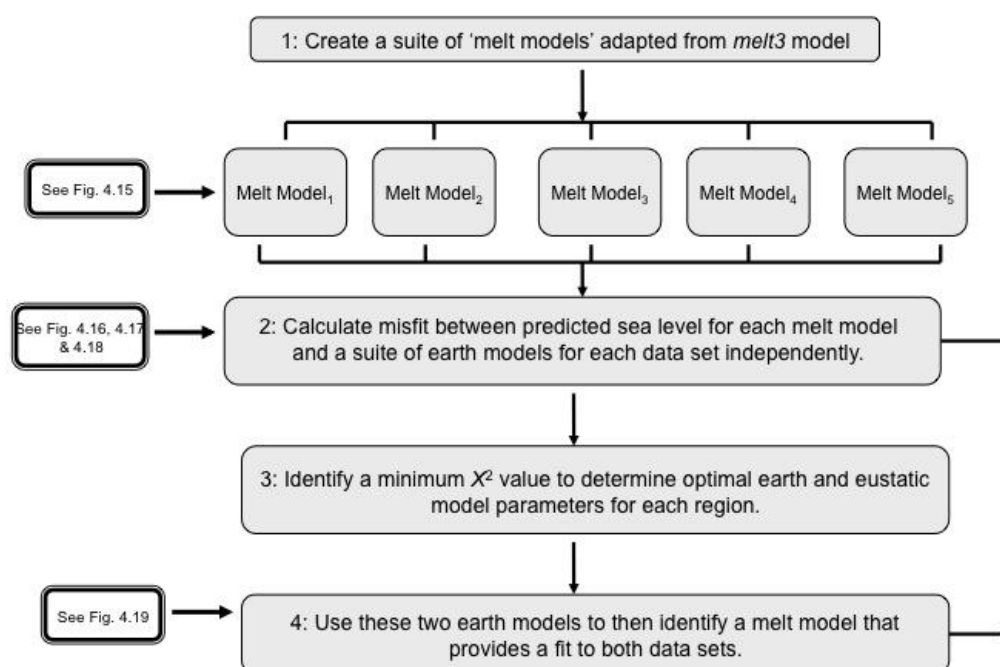 1: Create a suite of ‘melt models’ adapted from melt3 model
See Fig. 4.15
Melt Model₁
Melt Model₂
Melt Model₃
Melt Model₄
Melt Model₅
See Fig. 4.16, 4.17
& 4.18
2: Calculate misfit between predicted sea level for each melt model
and a suite of earth models for each data set independently.
3: Identify a minimum X² value to determine optimal earth and eustatic
model parameters for each region.
See Fig. 4.19
4: Use these two earth models to then identify a melt model that
provides a fit to both data sets.